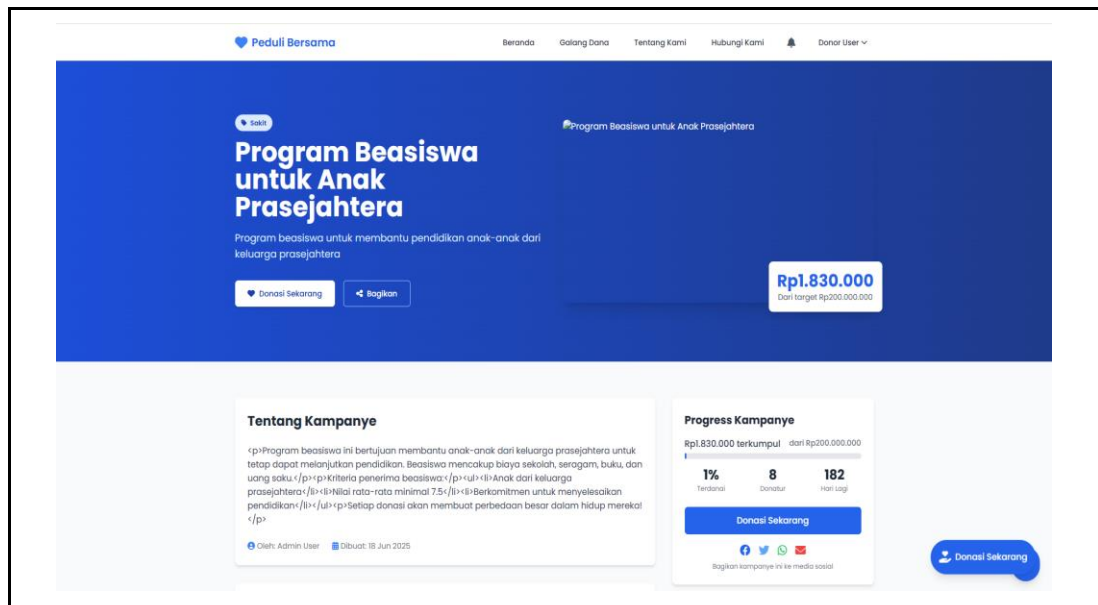 Peduli Bersama
Beranda Galang Dana Tentang Kami Hubungi Kami Donor User
Sakit
Program Beasiswa
untuk Anak
Prasejahtera
Program beasiswa untuk membantu pendidikan anak-anak dari
keluarga prasejahtera
Donasi Sekarang Bagikan
Program Beasiswa untuk Anak Prasejahtera
Rp1.830.000
Dari target Rp200.000.000
Tentang Kampanye
<p>Program beasiswa ini bertujuan membantu anak-anak dari keluarga prasejahtera untuk
tetap dapat melanjutkan pendidikan. Beasiswa mencakup biaya sekolah, seragam, buku, dan
uang saku.</p><p>Kriteria penerima beasiswa:</p><ul><li>Anak dari keluarga
prasejahtera</li><li>Nilai rata-rata minimal 7.5</li><li>Berkomitmen untuk menyelesaikan
pendidikan</li></ul><p>Setiap donasi akan membuat perbedaan besar dalam hidup mereka!
</p>
Oleh: Admin User Dibuat: 18 Jun 2025
Progress Kampanye
Rp1.830.000 terkumpul dari Rp200.000.000
1% 8 182
Terdanai Donatur Hari Lagi
Donasi Sekarang
Bagikan kampanye ini ke media sosial
Donasi Sekarang